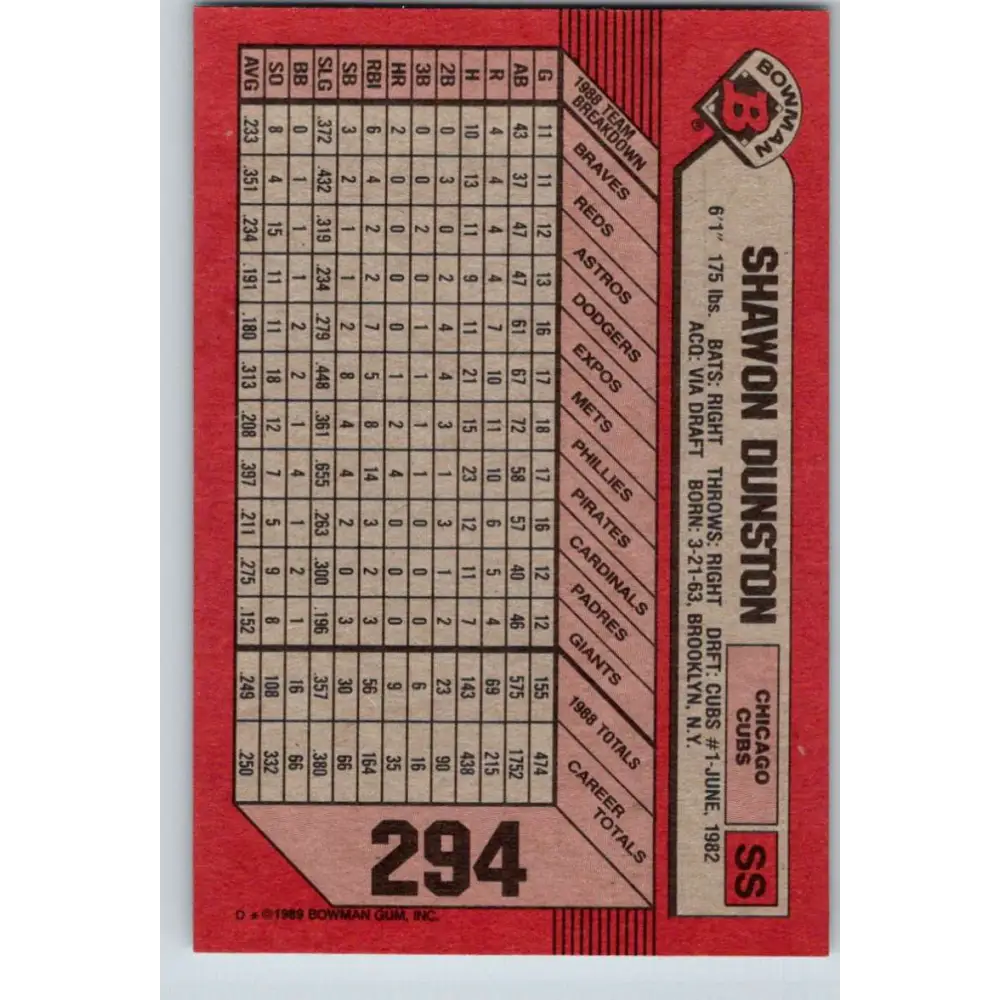 BOWMAN
B
®
SHAWON DUNSTON
CHICAGO
CUBS
SS
6'1" 175 lbs. BATS: RIGHT THROWS: RIGHT DRFT: CUBS #1-JUNE, 1982
ACQ: VIA DRAFT BORN: 3-21-63, BROOKLYN, N.Y.
1988 TEAM
BREAKDOWN
BRAVES
REDS
ASTROS
DODGERS
EXPOS
METS
PHILLIES
PIRATES
CARDINALS
PADRES
GIANTS
1988 TOTALS
CAREER
TOTALS
G 11 11 12 13 16 17 18 17 16 12 12 155 474
AB 43 37 47 47 61 67 72 58 57 40 46 575 1752
R 4 4 4 4 7 10 11 10 6 5 4 69 215
H 10 13 11 9 11 21 15 23 12 11 7 143 438
2B 0 3 0 2 4 4 3 1 3 1 2 23 90
3B 0 0 2 0 1 1 1 1 0 0 0 6 16
HR 2 0 0 0 0 1 2 4 0 0 0 9 35
RBI 6 4 2 2 7 5 8 14 3 2 3 56 164
SB 3 2 1 1 2 8 4 4 2 0 3 30 66
SLG .372 .432 .319 .234 .279 .448 .361 .655 .263 .300 .196 .357 .380
BB 0 1 1 1 2 2 1 4 1 2 1 16 66
SO 8 4 15 11 11 18 12 7 5 9 8 108 332
AVG .233 .351 .234 .191 .180 .313 .208 .397 .211 .275 .152 .249 .250
294
D * ©1989 BOWMAN GUM, INC.